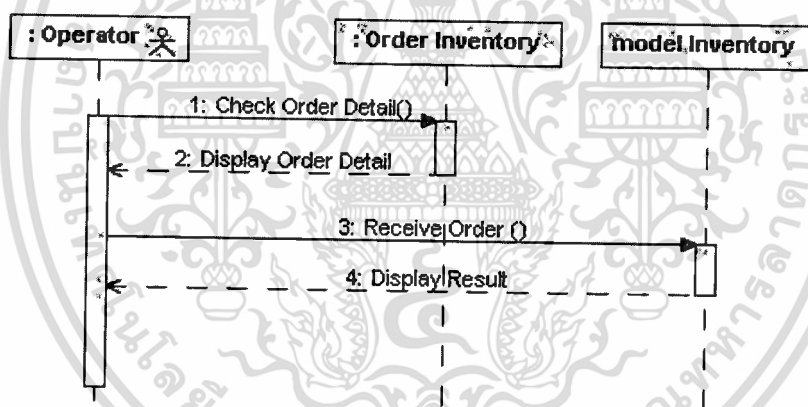 : Operator
: Order Inventory
model.Inventory
1: Check Order Detail()
2: Display Order Detail
3: Receive Order ()
4: Display Result